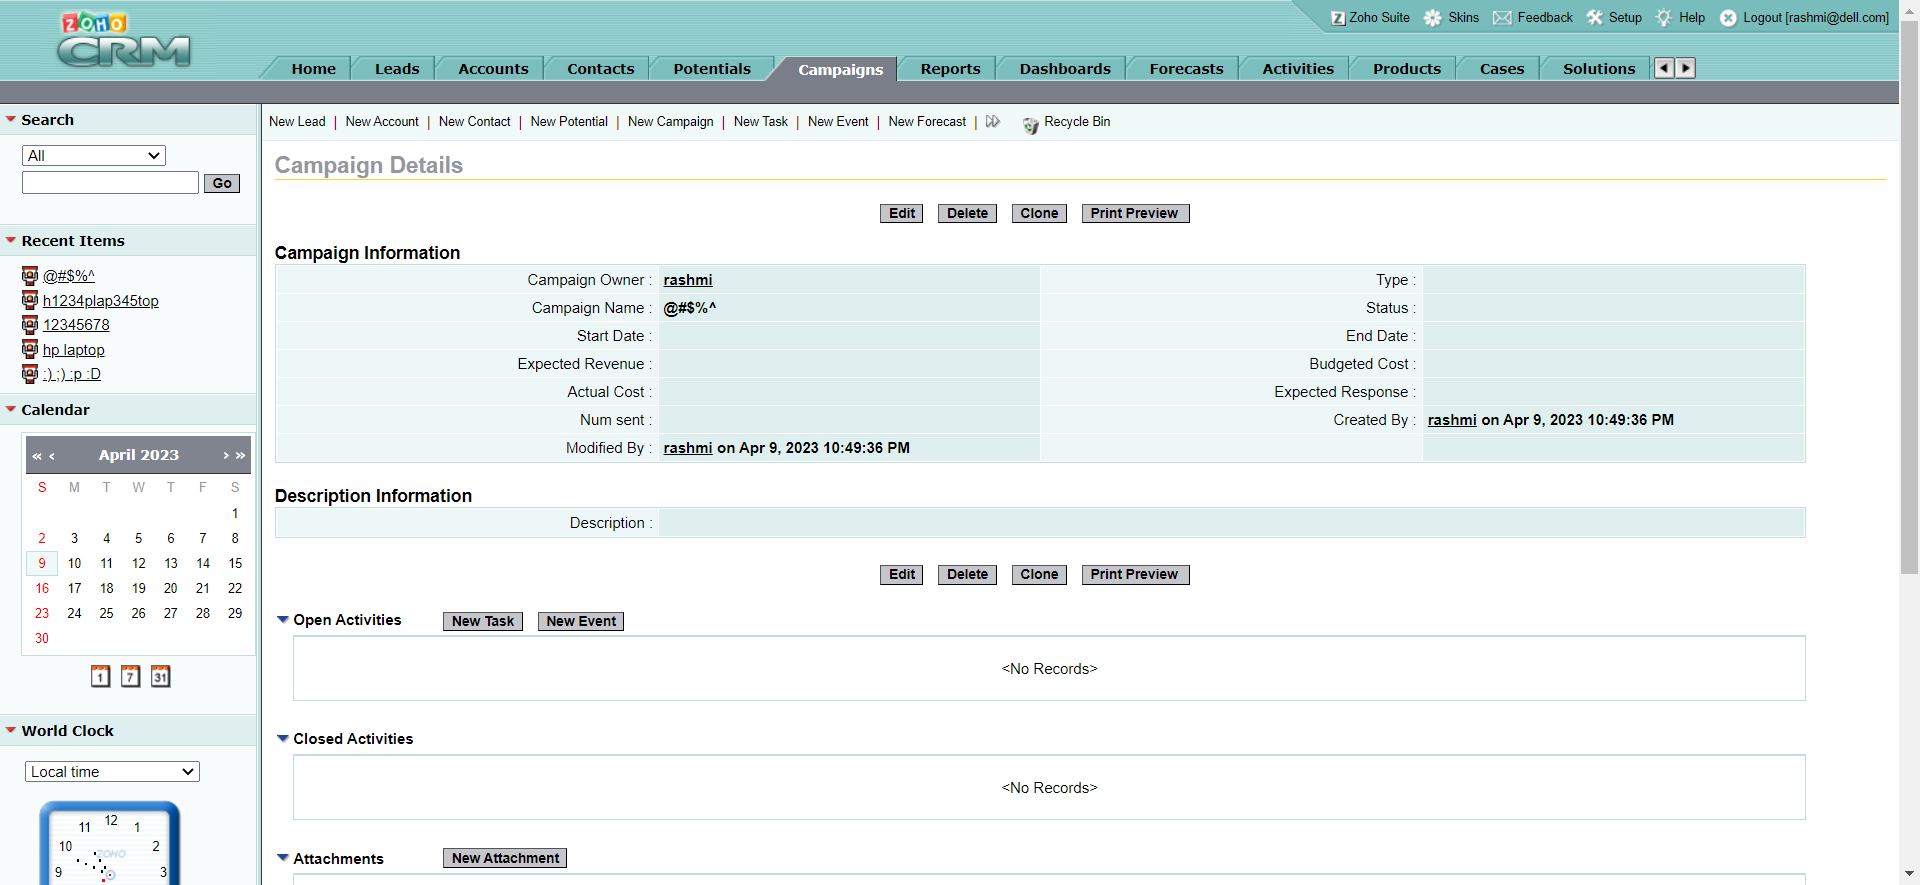 ZOHO
CRM
Zoho Suite Skins Feedback Setup Help Logout [rashmi@dell.com]
Home Leads Accounts Contacts Potentials Campaigns Reports Dashboards Forecasts Activities Products Cases Solutions
New Lead | New Account | New Contact | New Potential | New Campaign | New Task | New Event | New Forecast | Recycle Bin
Search
All
Go
Recent Items
@#$%^
h1234plap345top
12345678
hp laptop
:) ;) :p :D
Calendar
« ‹ April 2023 › »
S M T W T F S
1
2 3 4 5 6 7 8
9 10 11 12 13 14 15
16 17 18 19 20 21 22
23 24 25 26 27 28 29
30
1 7 31
World Clock
Local time
12
11 1
10 2
ZOHO
9 3
Campaign Details
Edit Delete Clone Print Preview
Campaign Information
Campaign Owner : rashmi Type :
Campaign Name : @#$%^ Status :
Start Date : End Date :
Expected Revenue : Budgeted Cost :
Actual Cost : Expected Response :
Num sent : Created By : rashmi on Apr 9, 2023 10:49:36 PM
Modified By : rashmi on Apr 9, 2023 10:49:36 PM
Description Information
Description :
Edit Delete Clone Print Preview
Open Activities New Task New Event
<No Records>
Closed Activities
<No Records>
Attachments New Attachment